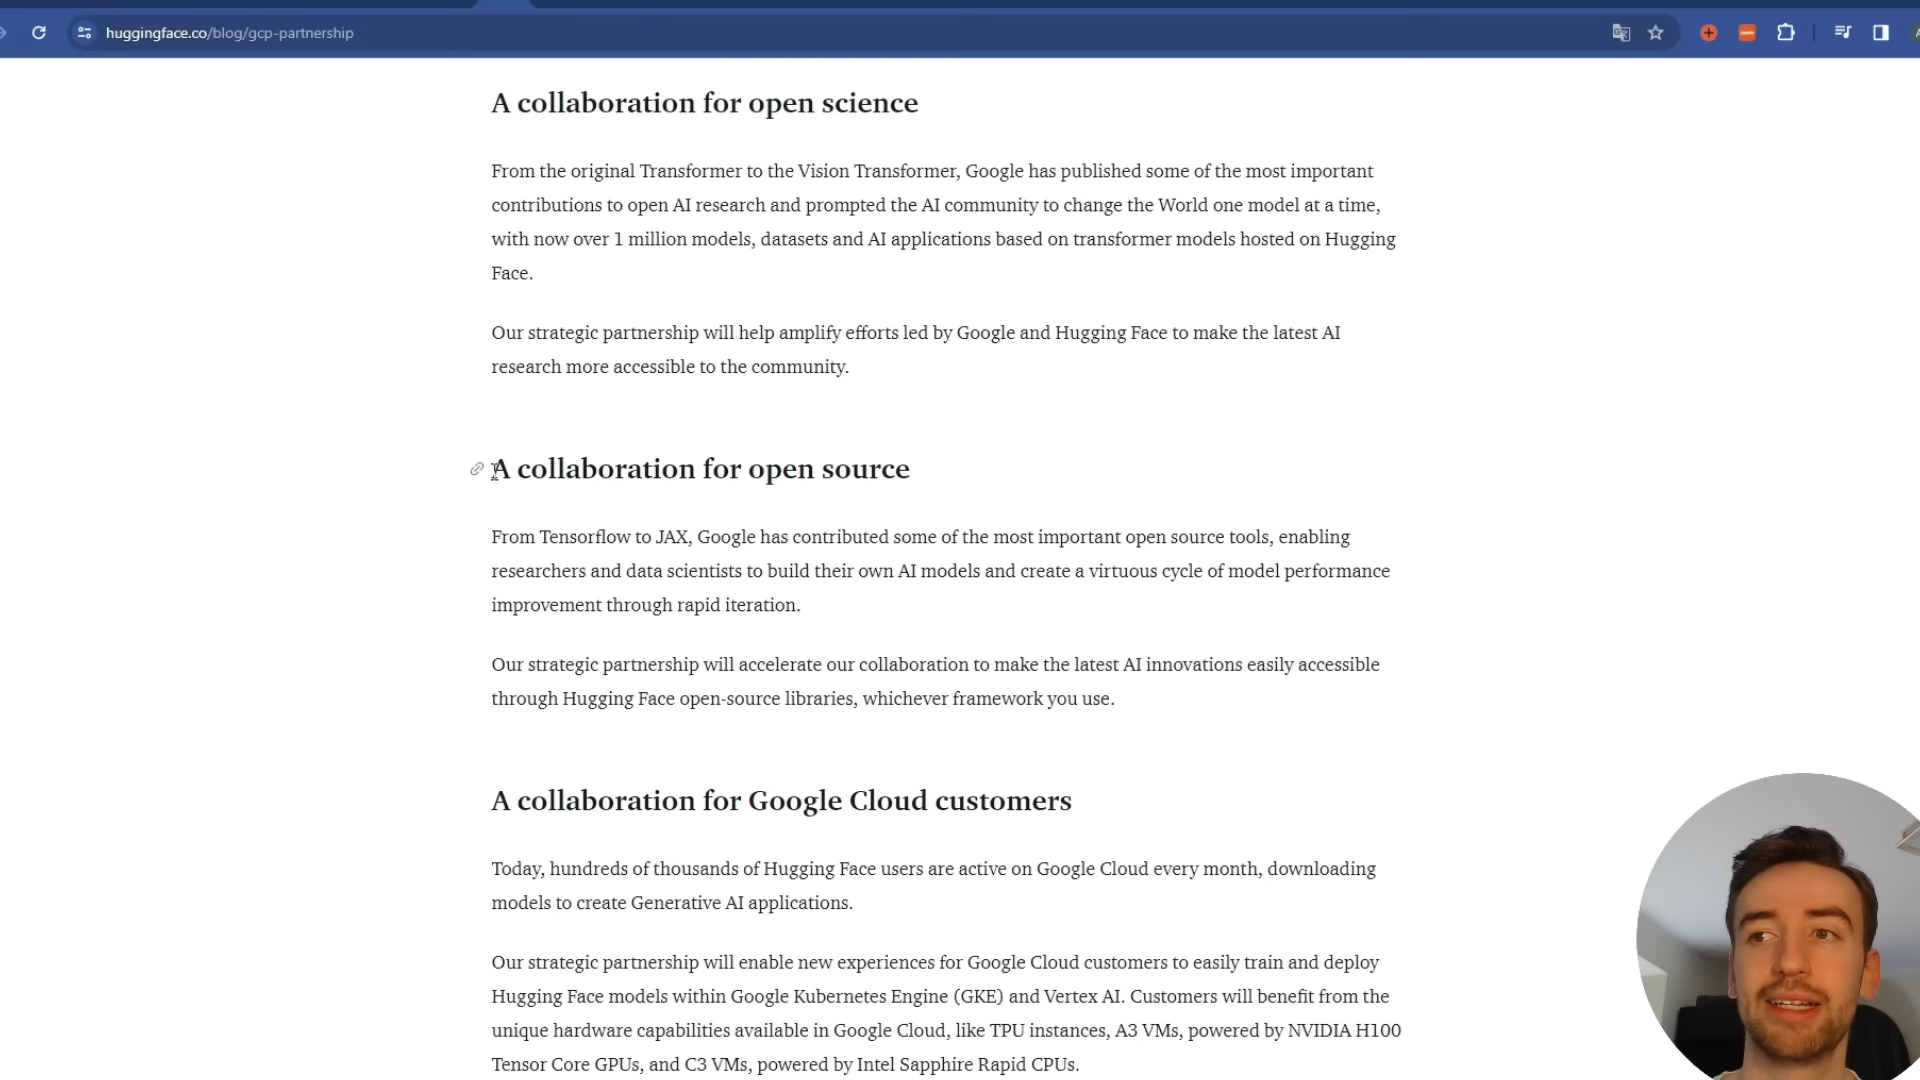 huggingface.co/blog/gcp-partnership
A collaboration for open science
From the original Transformer to the Vision Transformer, Google has published some of the most important
contributions to open AI research and prompted the AI community to change the World one model at a time,
with now over 1 million models, datasets and AI applications based on transformer models hosted on Hugging
Face.
Our strategic partnership will help amplify efforts led by Google and Hugging Face to make the latest AI
research more accessible to the community.
A collaboration for open source
From Tensorflow to JAX, Google has contributed some of the most important open source tools, enabling
researchers and data scientists to build their own AI models and create a virtuous cycle of model performance
improvement through rapid iteration.
Our strategic partnership will accelerate our collaboration to make the latest AI innovations easily accessible
through Hugging Face open-source libraries, whichever framework you use.
A collaboration for Google Cloud customers
Today, hundreds of thousands of Hugging Face users are active on Google Cloud every month, downloading
models to create Generative AI applications.
Our strategic partnership will enable new experiences for Google Cloud customers to easily train and deploy
Hugging Face models within Google Kubernetes Engine (GKE) and Vertex AI. Customers will benefit from the
unique hardware capabilities available in Google Cloud, like TPU instances, A3 VMs, powered by NVIDIA H100
Tensor Core GPUs, and C3 VMs, powered by Intel Sapphire Rapid CPUs.